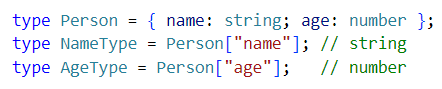 type Person = { name: string; age: number };
type NameType = Person["name"]; // string
type AgeType = Person["age"];   // number